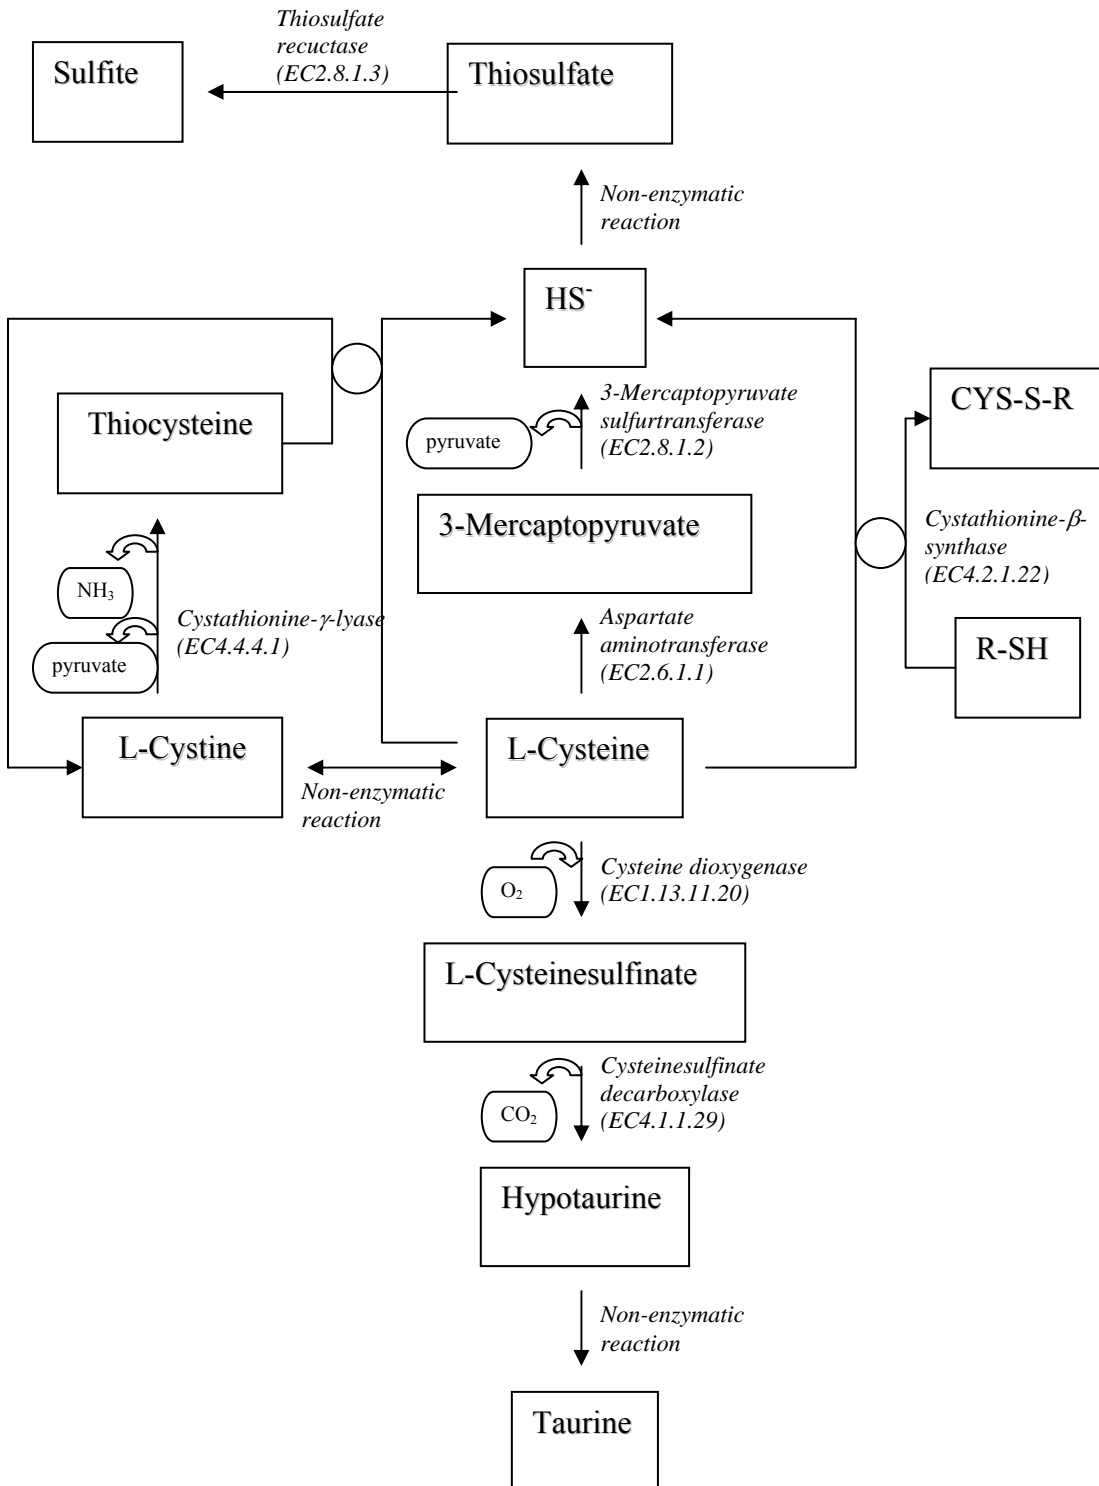 Thiosulfate
recuctase
(EC2.8.1.3)
Sulfite
Thiosulfate
Non-enzymatic
reaction
HS⁻
Thiocysteine
pyruvate
3-Mercaptopyruvate
sulfurtransferase
(EC2.8.1.2)
CYS-S-R
3-Mercaptopyruvate
Cystathionine-β-
synthase
(EC4.2.1.22)
NH₃
pyruvate
Cystathionine-γ-lyase
(EC4.4.4.1)
Aspartate
aminotransferase
(EC2.6.1.1)
R-SH
L-Cystine
Non-enzymatic
reaction
L-Cysteine
O₂
Cysteine dioxygenase
(EC1.13.11.20)
L-Cysteinesulfinate
CO₂
Cysteinesulfinate
decarboxylase
(EC4.1.1.29)
Hypotaurine
Non-enzymatic
reaction
Taurine